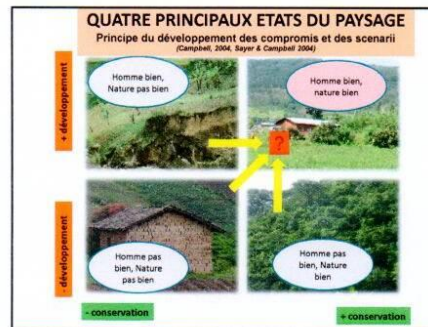 QUATRE PRINCIPAUX ETATS DU PAYSAGE
Principe du développement des compromis et des scenarii
(Campbell, 2004, Sayer & Campbell 2004)
+ développement
Homme bien,
Nature pas bien
Homme bien,
nature bien
?
- développement
Homme pas
bien, Nature
pas bien
Homme pas
bien, Nature
bien
- conservation
+ conservation